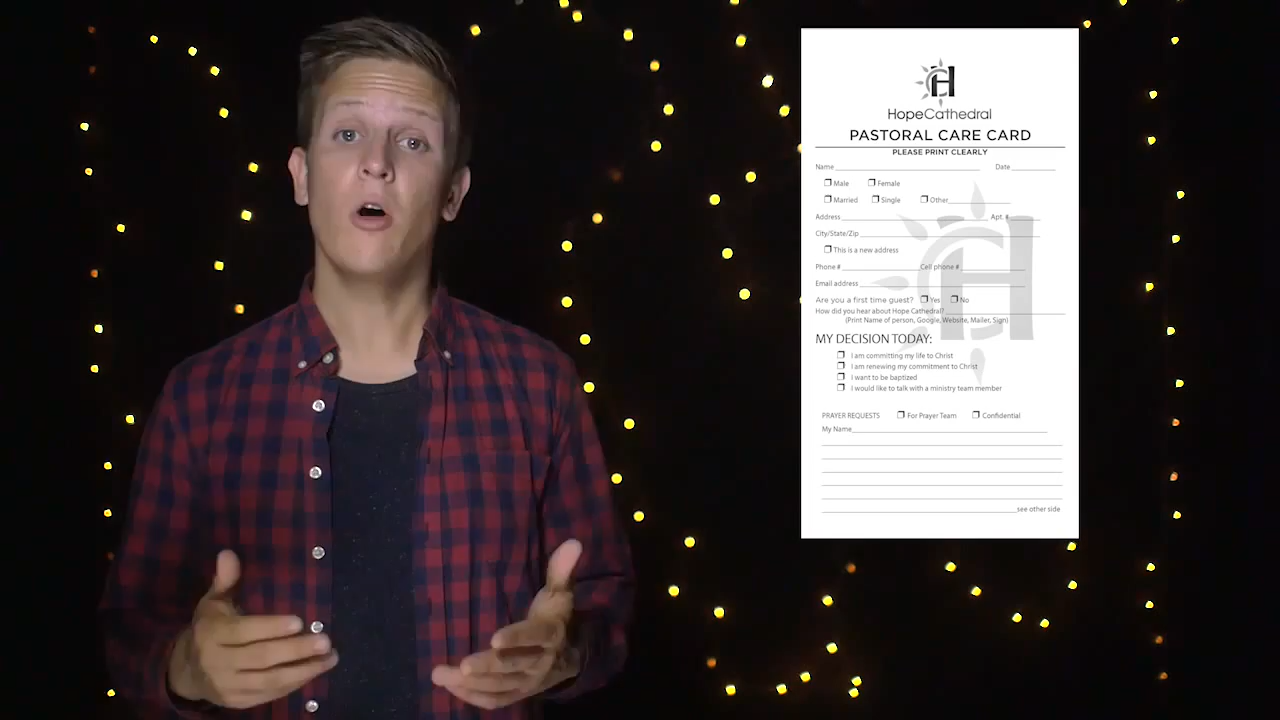 H
HopeCathedral
PASTORAL CARE CARD
PLEASE PRINT CLEARLY
Name Date
Male Female
Married Single Other
Address Apt. #
City/State/Zip
This is a new address
Phone # Cell phone #
Email address
Are you a first time guest? Yes No
How did you hear about Hope Cathedral?
(Print Name of person, Google, Website, Mailer, Sign)
MY DECISION TODAY:
I am committing my life to Christ
I am renewing my commitment to Christ
I want to be baptized
I would like to talk with a ministry team member
PRAYER REQUESTS For Prayer Team Confidential
My Name
see other side